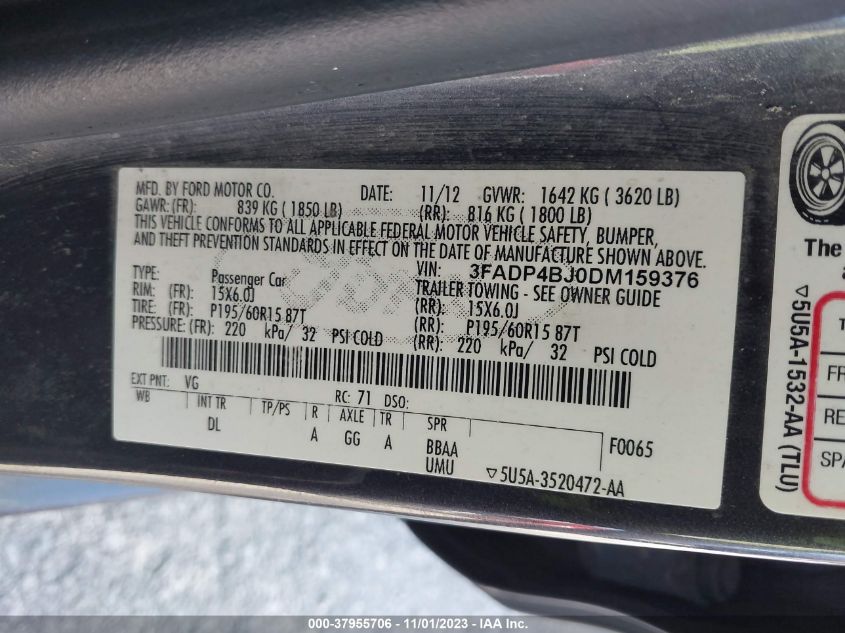 MFD. BY FORD MOTOR CO. DATE: 11/12 GVWR: 1642 KG ( 3620 LB)
GAWR: (FR): 839 KG ( 1850 LB) (RR): 816 KG ( 1800 LB)
THIS VEHICLE CONFORMS TO ALL APPLICABLE FEDERAL MOTOR VEHICLE SAFETY, BUMPER,
AND THEFT PREVENTION STANDARDS IN EFFECT ON THE DATE OF MANUFACTURE SHOWN ABOVE.
VIN: 3FADP4BJ0DM159376
TYPE: Passenger Car TRAILER TOWING - SEE OWNER GUIDE
RIM: (FR): 15X6.0J (RR): 15X6.0J
TIRE: (FR): P195/60R15 87T (RR): P195/60R15 87T
PRESSURE: (FR): 220 kPa/ 32 PSI COLD (RR): 220 kPa/ 32 PSI COLD
EXT PNT: VG RC: 71 DSO:
WB INT TR TP/PS R AXLE TR SPR
DL A GG A BBAA F0065
UMU ▽5U5A-3520472-AA
The
▽5U5A-1532-AA (TLU)
T
FR
RE
SPA
000-37955706 - 11/01/2023 - IAA Inc.